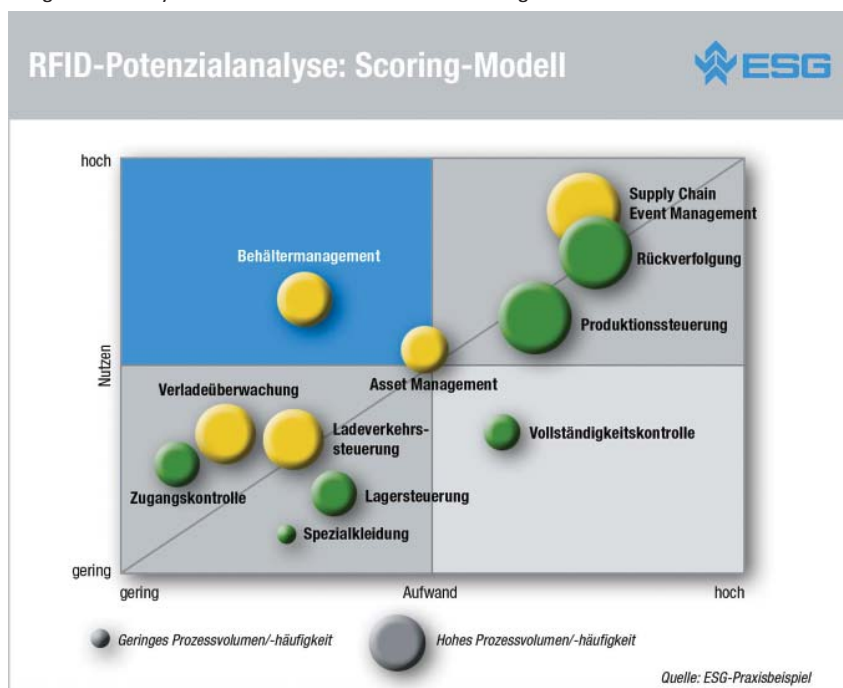 RFID-Potenzialanalyse: Scoring-Modell
ESG
hoch
Supply Chain
Event Management
Behältermanagement
Rückverfolgung
Produktionssteuerung
Nutzen
Asset Management
Verladeüberwachung
Ladeverkehrs-
steuerung
Vollständigkeitskontrolle
Zugangskontrolle
Lagersteuerung
Spezialkleidung
gering
gering
Aufwand
hoch
Geringes Prozessvolumen/-häufigkeit
Hohes Prozessvolumen/-häufigkeit
Quelle: ESG-Praxisbeispiel